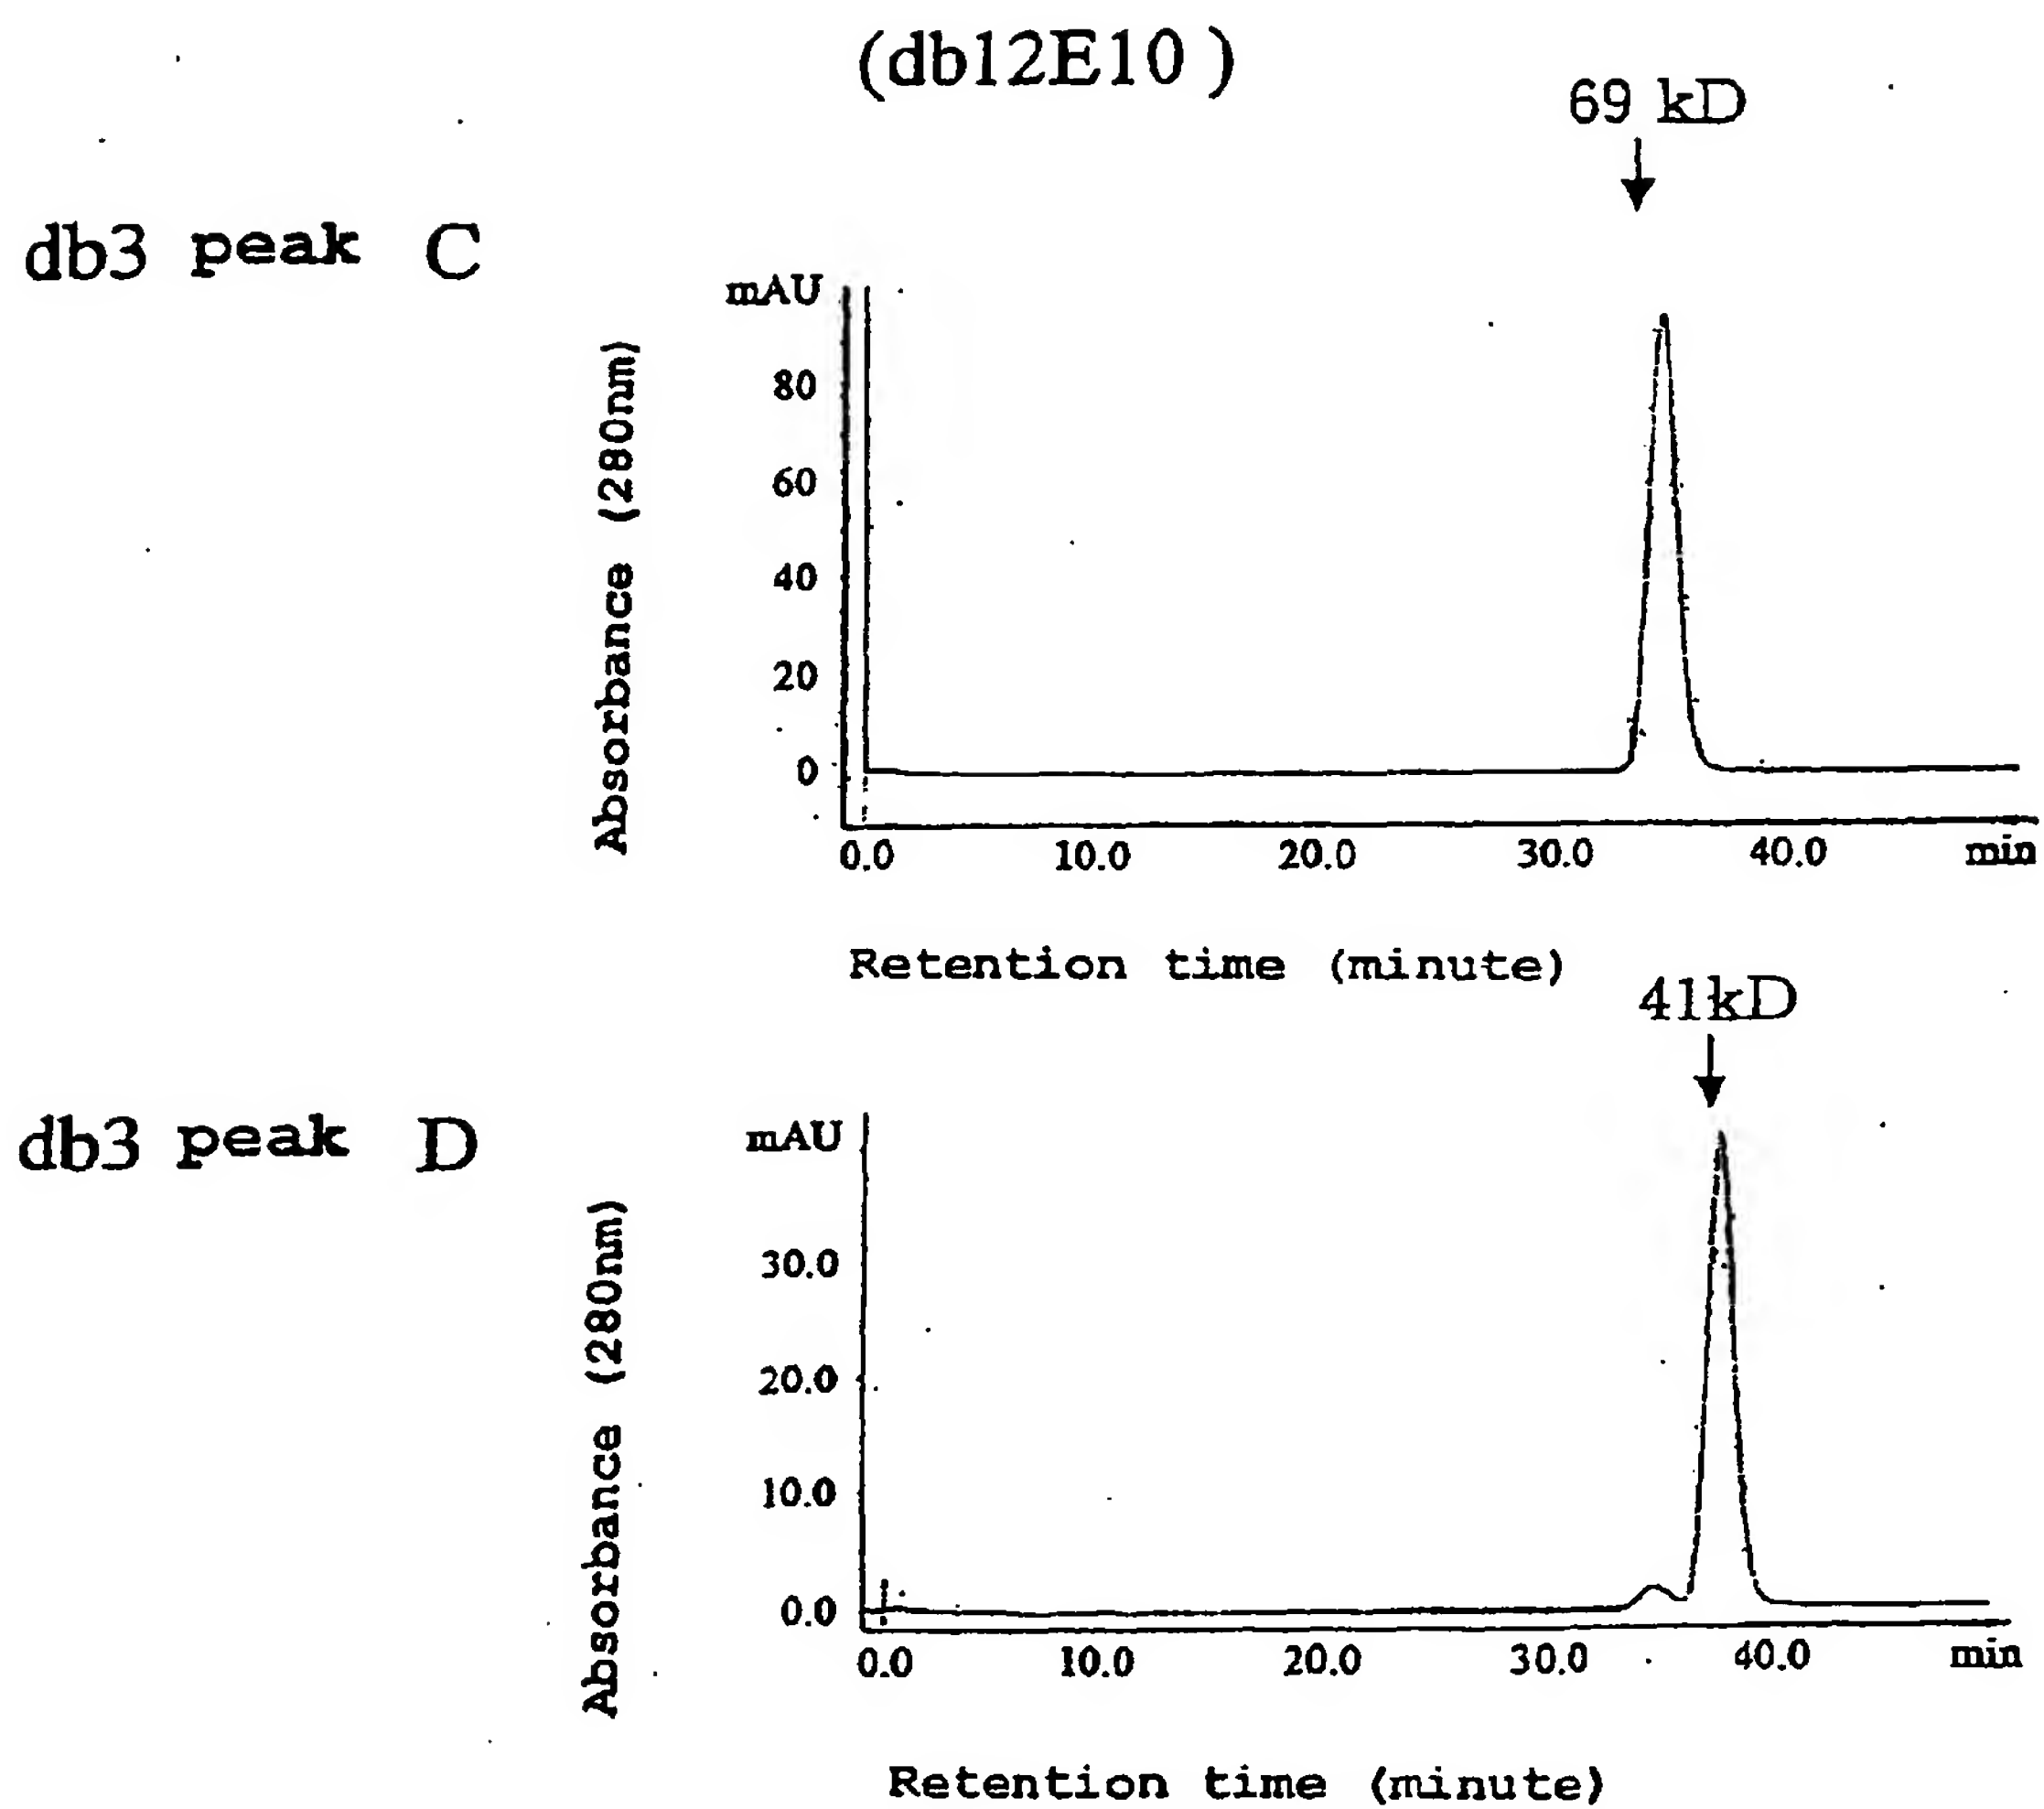 (db12E10 )
69 kD
db3 peak C
mAU
80
60
40
20
0
Absorbance (280nm)
0.0 10.0 20.0 30.0 40.0 min
Retention time (minute)
41kD
db3 peak D
mAU
30.0
20.0
10.0
0.0
Absorbance (280nm)
0.0 10.0 20.0 30.0 40.0 min
Retention time (minute)